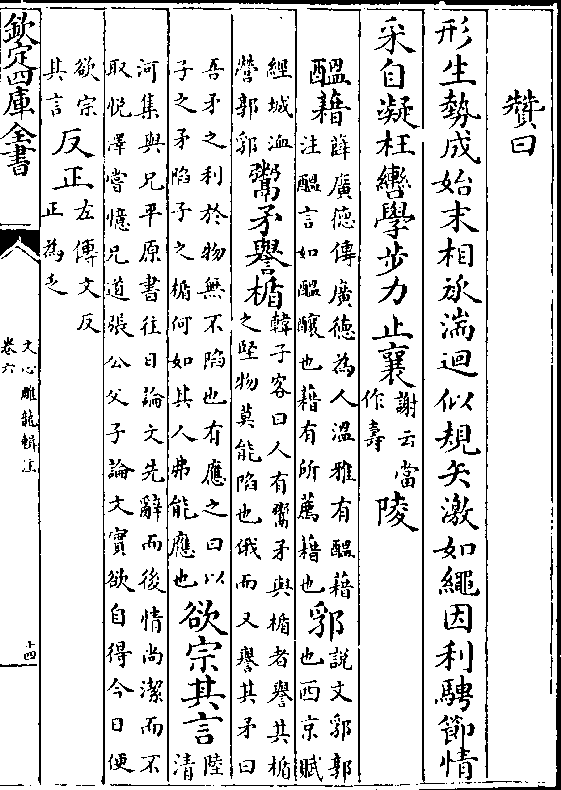 賛曰
形生勢成始末相承湍迴似規矢激如繩因利騁節情
采自凝枉轡學步力止襄
謝云當
作壽
陵
醖藉
薛廣德傳廣德為人溫雅有醖藉
注醖言如醖釀也藉有所薦藉也
郛
說文郛郭
也西京賦
經城洫
營郭郛
鬻矛譽楯
韓子客曰人有鬻矛與楯者譽其楯
之堅物莫能陷也俄而又譽其矛曰
吾矛之利於物無不陷也有應之曰以
子之矛陷子之楯何如其人弗能應也
欲宗其言
陸
清
河集與兄平原書往日論文先辭而後情尚潔而不
取悅澤嘗憶兄道張公父子論文實欲自得今日便
欲宗
其言
反正
左傳文反
正為乏
欽定四庫全書
文心雕龍輯注
卷六
十四